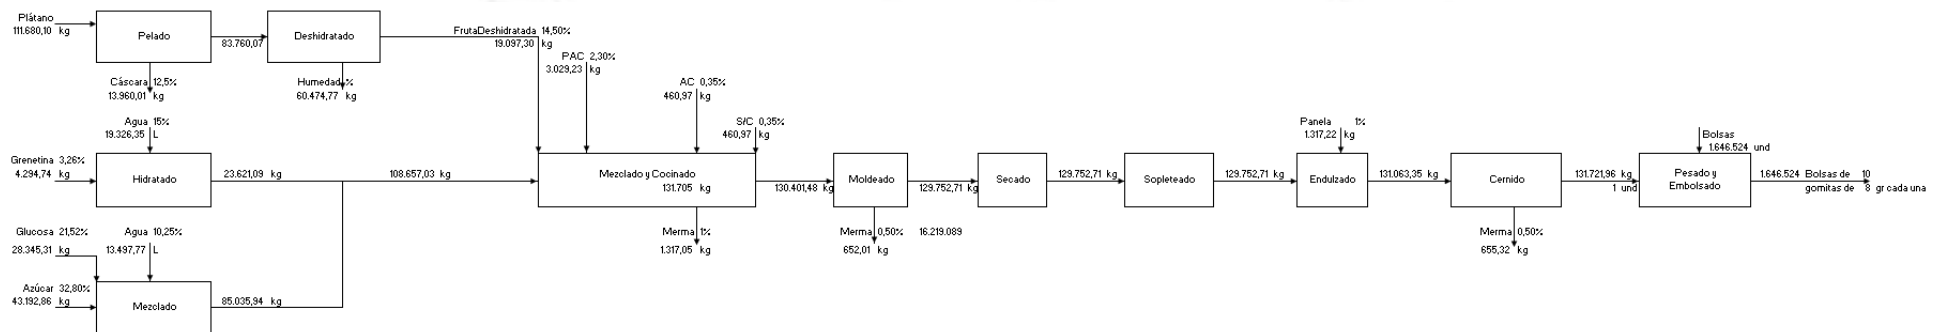 Plátano
111.680,10 kg
Pelado
83.760,07
Deshidratado
FrutaDeshidratada 14,50%
19.097,30 kg
Cáscara 12,5%
13.960,01 kg
Humedad %
60.474,77 kg
PAC 2,30%
3.029,23 kg
AC 0,35%
460,97 kg
S/C 0,35%
460,97 kg
Agua 15%
19.326,35 L
Grenetina 3,26%
4.294,74 kg
Hidratado
23.621,09 kg
108.657,03 kg
Mezclado y Cocinado
131.705 kg
130.401,48 kg
Moldeado
129.752,71 kg
Secado
129.752,71 kg
Sopleteado
129.752,71 kg
Panela 1%
1.317,22 kg
Endulzado
131.063,35 kg
Cernido
131.721,96 kg
1 und
Bolsas
1.646.524 und
Pesado y
Embolsado
1.646.524 Bolsas de 10
gomitas de 8 gr cada una
Merma 1%
1.317,05 kg
Merma 0,50% 16.219.089
652,01 kg
Merma 0,50%
655,32 kg
Glucosa 21,52%
28.345,31 kg
Agua 10,25%
13.497,77 L
Azúcar 32,80%
43.192,86 kg
Mezclado
85.035,94 kg